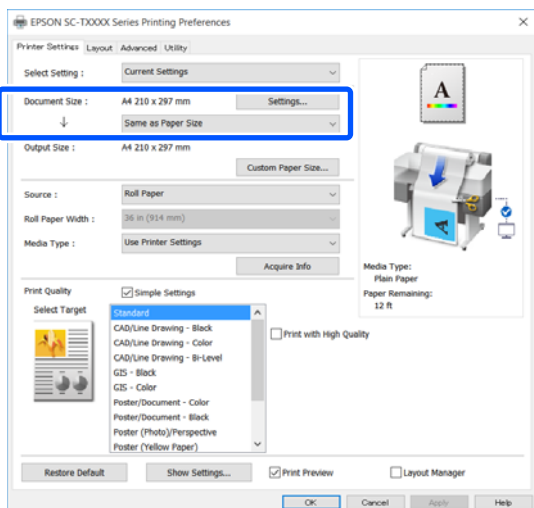 EPSON SC-TXXXX Series Printing Preferences
Printer Settings Layout Advanced Utility
Select Setting : Current Settings
Document Size : A4 210 x 297 mm Settings...
Same as Paper Size
Output Size : A4 210 x 297 mm
Custom Paper Size...
Source : Roll Paper
Roll Paper Width : 36 in (914 mm)
Media Type : Use Printer Settings
Acquire Info
A
A
Media Type:
Plain Paper
Paper Remaining:
12 ft
Print Quality Simple Settings
Select Target
Standard
CAD/Line Drawing - Black
CAD/Line Drawing - Color
CAD/Line Drawing - Bi-Level
GIS - Black
GIS - Color
Poster/Document - Color
Poster/Document - Black
Poster (Photo)/Perspective
Poster (Yellow Paper)
Print with High Quality
Restore Default Show Settings... Print Preview Layout Manager
OK Cancel Apply Help